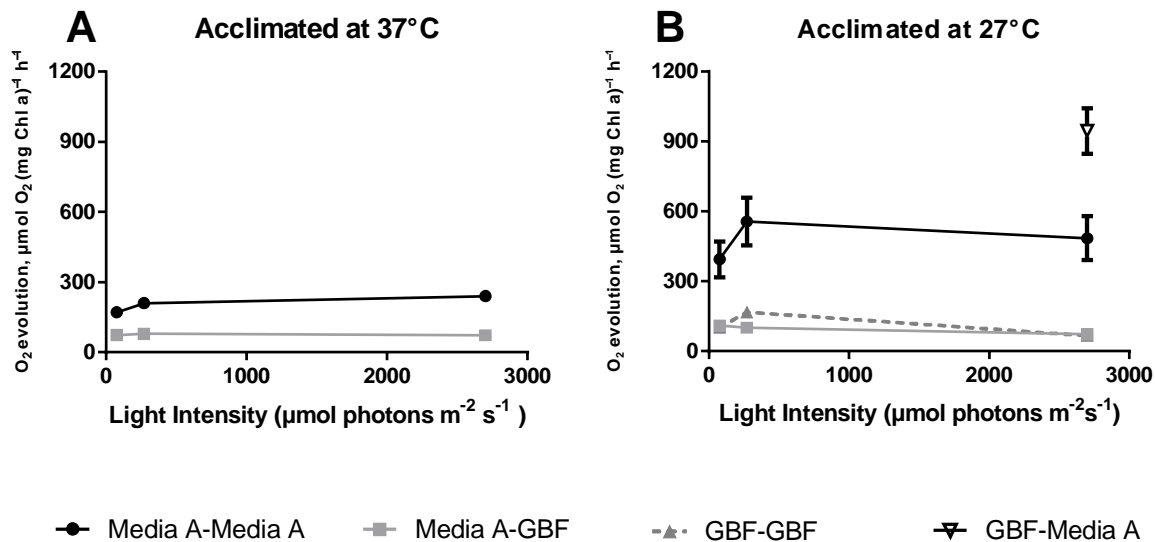 A
Acclimated at 37°C
O₂ evolution, µmol O₂ (mg Chl a)⁻¹ h⁻¹
1200
900
600
300
0
0 1000 2000 3000
Light Intensity (µmol photons m⁻² s⁻¹ )
B
Acclimated at 27°C
O₂ evolution, µmol O₂ (mg Chl a)⁻¹ h⁻¹
1200
900
600
300
0
0 1000 2000 3000
Light Intensity (µmol photons m⁻²s⁻¹)
Media A-Media A
Media A-GBF
GBF-GBF
GBF-Media A